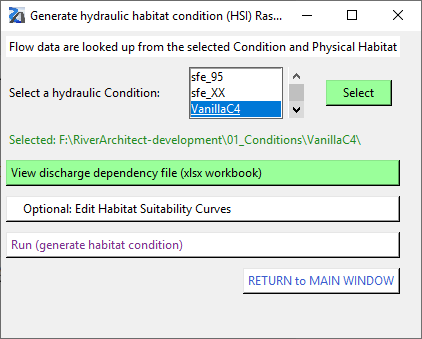 Generate hydraulic habitat condition (HSI) Ras...
Flow data are looked up from the selected Condition and Physical Habitat
Select a hydraulic Condition:
sfe_95
sfe_XX
VanillaC4
Select
Selected: F:\RiverArchitect-development\01_Conditions\VanillaC4\
View discharge dependency file (xlsx workbook)
Optional: Edit Habitat Suitability Curves
Run (generate habitat condition)
RETURN to MAIN WINDOW